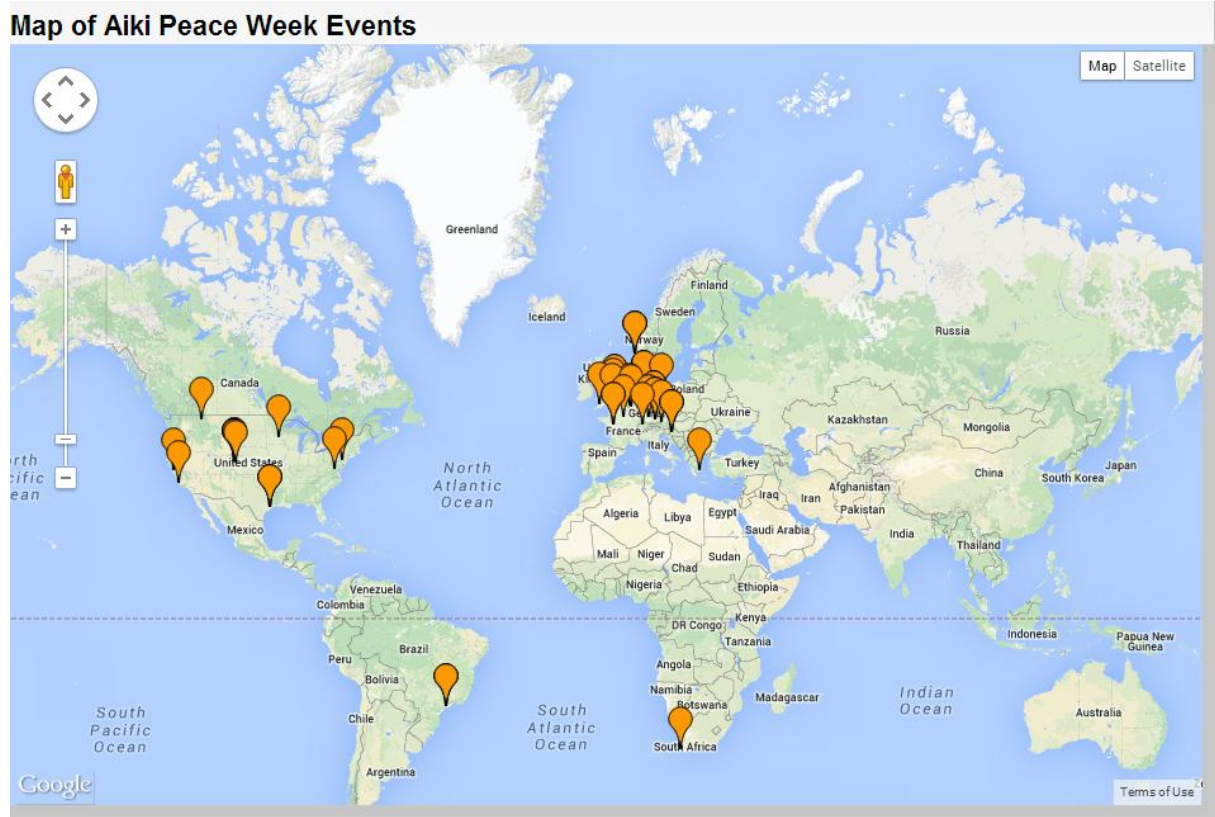 Map of Aiki Peace Week Events
Map
Satellite
Greenland
Iceland
Finland
Sweden
Russia
Canada
Poland
Ukraine
Kazakhstan
Mongolia
United States
France
Italy
Spain
Turkey
China
Japan
South Korea
North
Atlantic
Ocean
Iraq
Iran
Afghanistan
Pakistan
Algeria
Libya
Egypt
Saudi Arabia
India
Mexico
Thailand
Mali
Niger
Chad
Sudan
Nigeria
Ethiopia
Venezuela
Colombia
Kenya
DR Congo
Tanzania
Indonesia
Papua New
Guinea
Brazil
Peru
Bolivia
Angola
Namibia
Botswana
Madagascar
Indian
Ocean
Australia
South
Pacific
Ocean
Chile
South
Atlantic
Ocean
South Africa
Argentina
Google
Terms of Use